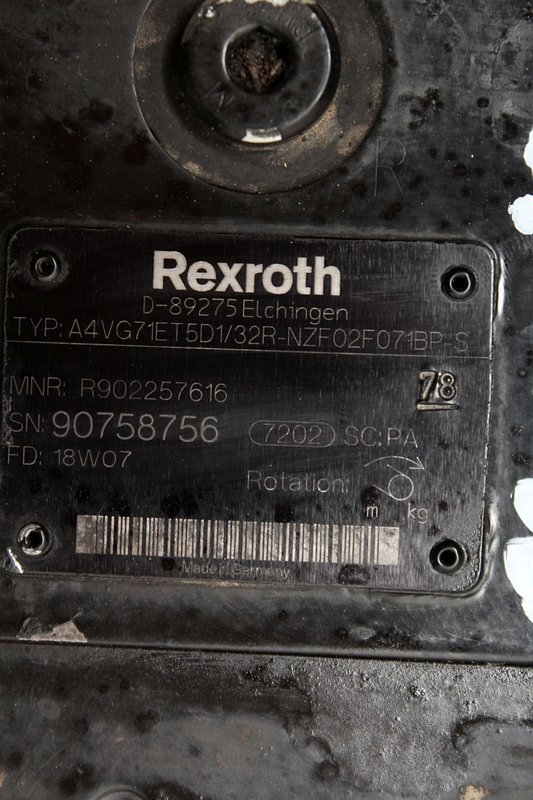 R
Rexroth
D-89275 Elchingen
TYP: A4VG71ET5D1/32R-NZF02F071BP-S
78
MNR: R902257616
SN: 90758756 7202 SC: PA
FD: 18W07
Rotation:
m kg
Made in Germany